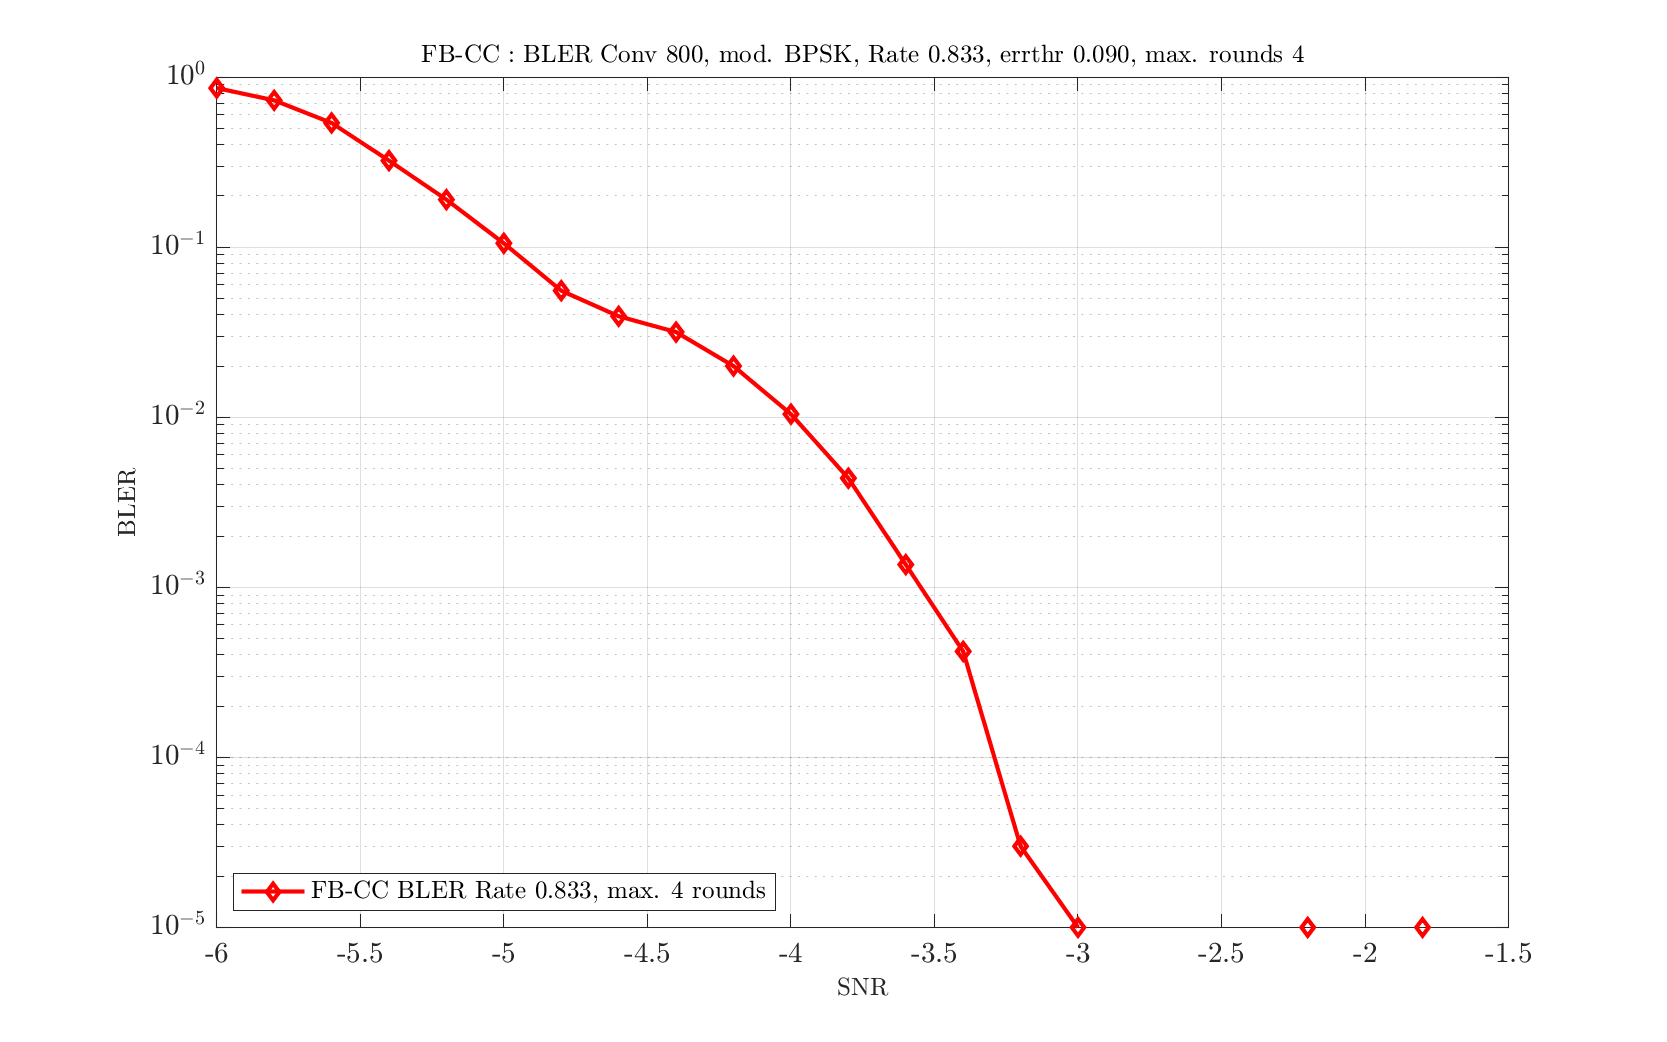 FB-CC : BLER Conv 800, mod. BPSK, Rate 0.833, errthr 0.090, max. rounds 4
10^0
10^-1
10^-2
10^-3
10^-4
10^-5
BLER
FB-CC BLER Rate 0.833, max. 4 rounds
-6 -5.5 -5 -4.5 -4 -3.5 -3 -2.5 -2 -1.5
SNR